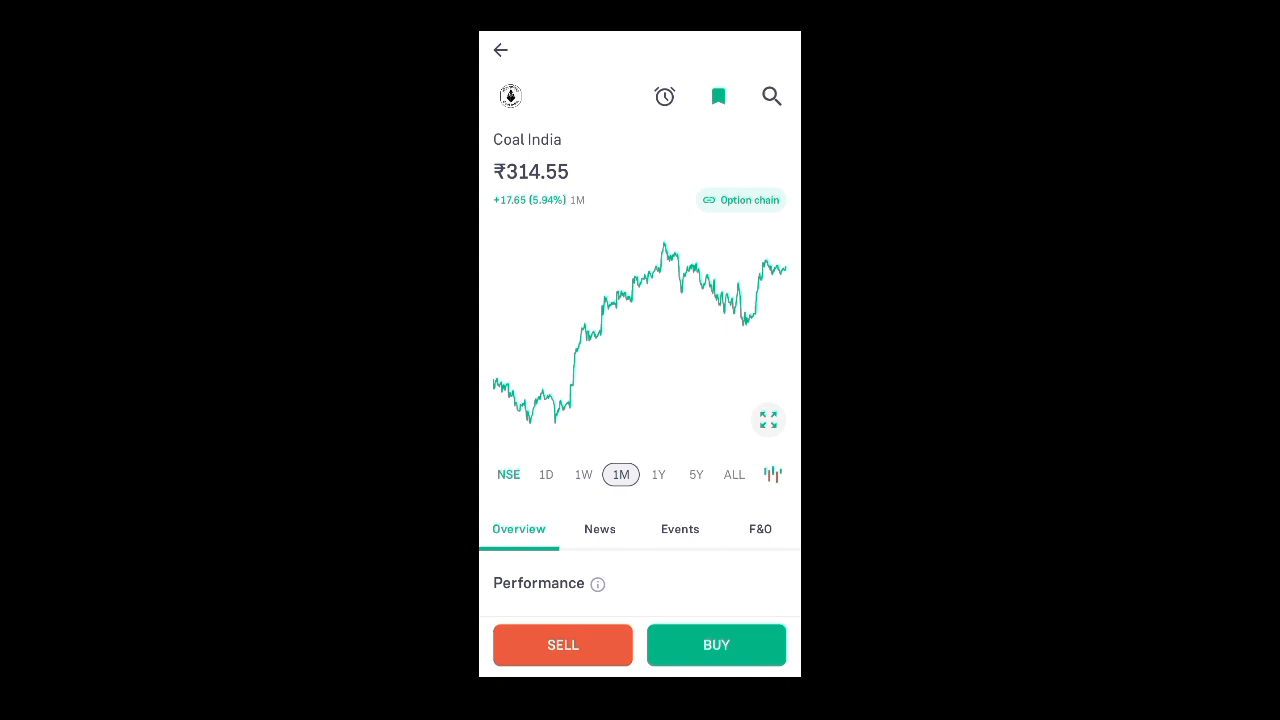 Coal India
₹314.55
+17.65 (5.94%) 1M
Option chain
NSE 1D 1W 1M 1Y 5Y ALL
Overview News Events F&O
Performance
SELL BUY